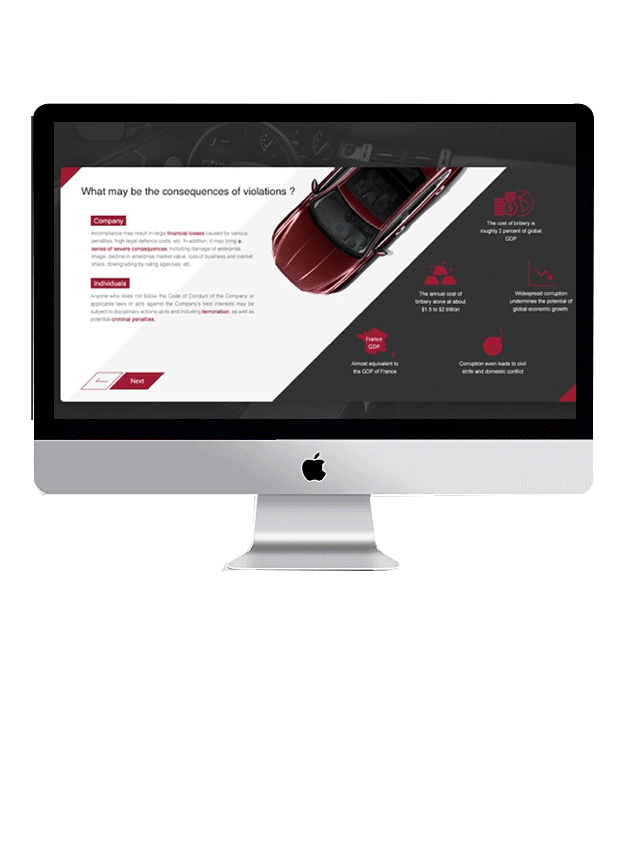 What may be the consequences of violations ?
Company
Incompliance may result in large financial losses caused by various
penalties, high legal defence costs, etc. In addition, it may bring a
series of severe consequences, including damage of enterprise
image, decline in enterprise market value, loss of business and market
share, downgrading by rating agencies, etc.
Individuals
Anyone who does not follow the Code of Conduct of the Company or
applicable laws or acts against the Company's best interests may be
subject to disciplinary actions up to and including termination, as well as
potential criminal penalties.
Next
The cost of bribery is
roughly 2 percent of global
GDP
The annual cost of
bribery alone at about
$1.5 to $2 trillion
Widespread corruption
undermines the potential of
global economic growth
France
GDP
Almost equivalent to
the GDP of France
Corruption even leads to civil
strife and domestic conflict